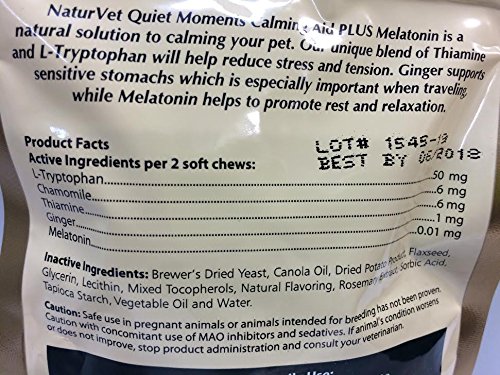 NaturVet Quiet Moments Calming Aid PLUS Melatonin is a
natural solution to calming your pet. Our unique blend of Thiamine
and L-Tryptophan will help reduce stress and tension. Ginger supports
sensitive stomachs which is especially important when traveling,
while Melatonin helps to promote rest and relaxation.
Product Facts
LOT# 1545-19
BEST BY 06/2018
Active Ingredients per 2 soft chews:
L-Tryptophan..........50 mg
Chamomile..........6 mg
Thiamine..........6 mg
Ginger..........1 mg
Melatonin..........0.01 mg
Inactive Ingredients: Brewer's Dried Yeast, Canola Oil, Dried Potato Product, Flaxseed,
Glycerin, Lecithin, Mixed Tocopherols, Natural Flavoring, Rosemary Extract, Sorbic Acid,
Tapioca Starch, Vegetable Oil and Water.
Caution: Safe use in pregnant animals or animals intended for breeding has not been proven.
Caution with concomitant use of MAO inhibitors and sedatives. If animal's condition worsens
or does not improve, stop product administration and consult your veterinarian.
Use: